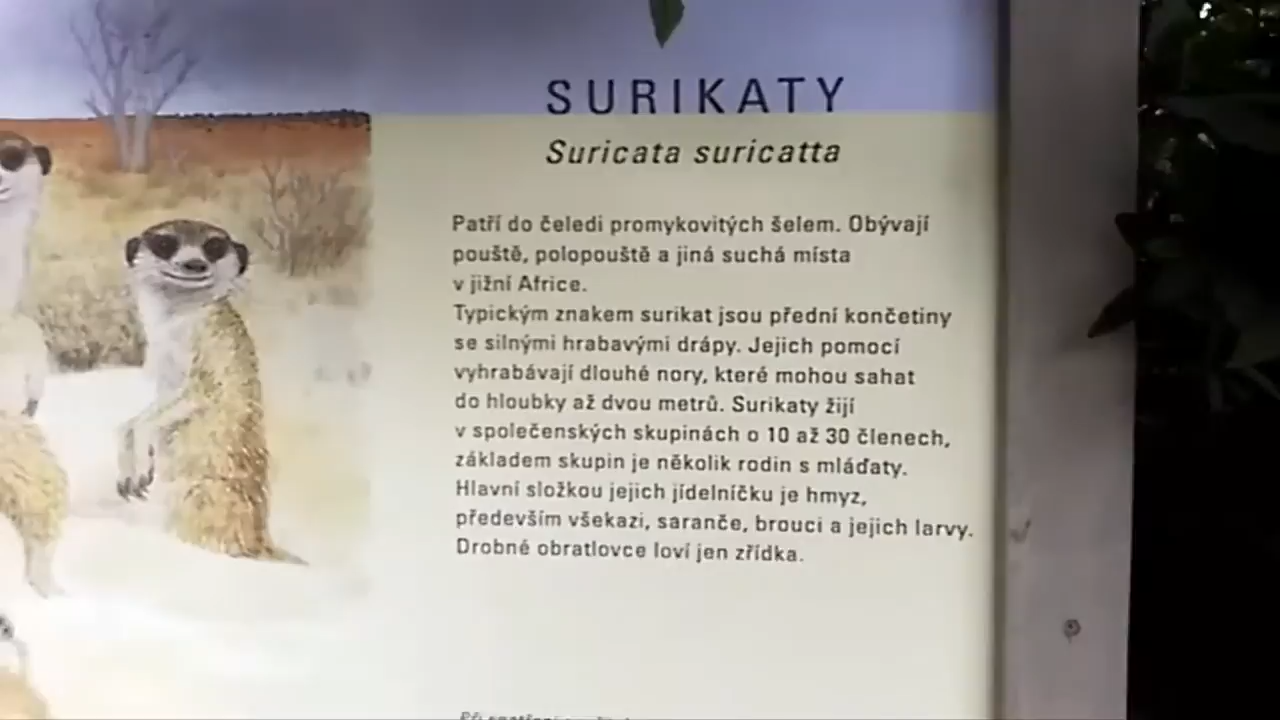 SURIKATY
Suricata suricatta
Patří do čeledi promykovitých šelem. Obývají
pouště, polopouště a jiná suchá místa
v jižní Africe.
Typickým znakem surikat jsou přední končetiny
se silnými hrabavými drápy. Jejich pomocí
vyhrabávají dlouhé nory, které mohou sahat
do hloubky až dvou metrů. Surikaty žijí
v společenských skupinách o 10 až 30 členech,
základem skupin je několik rodin s mláďaty.
Hlavní složkou jejich jídelníčku je hmyz,
především všekazi, saranče, brouci a jejich larvy.
Drobné obratlovce loví jen zřídka.